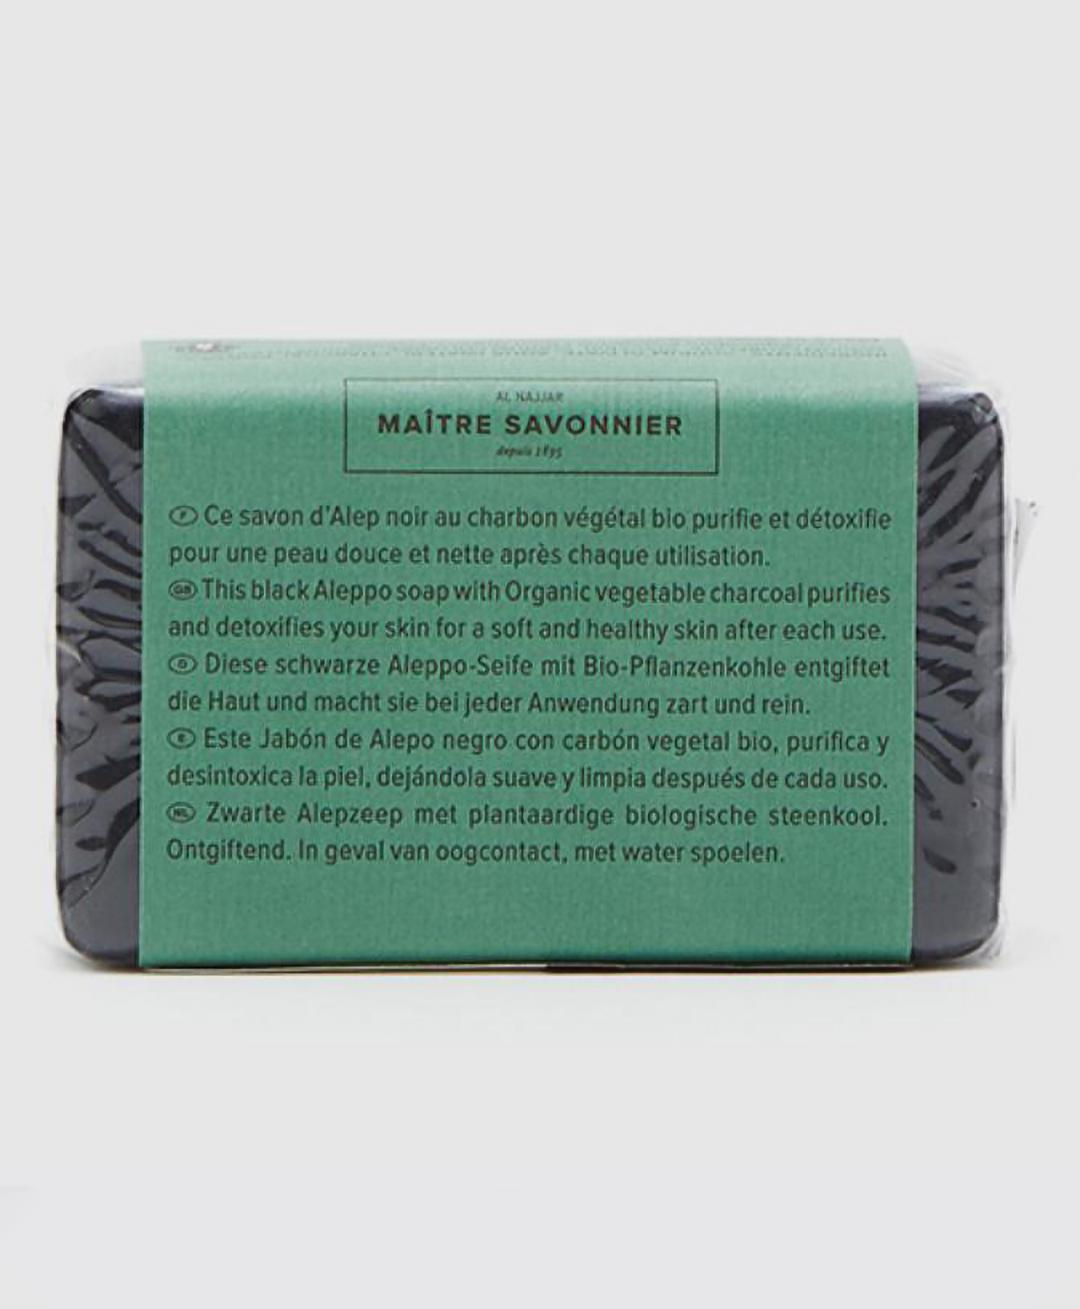 AL NAJJAR
MAÎTRE SAVONNIER
depuis 1895
F Ce savon d'Alep noir au charbon végétal bio purifie et détoxifie
pour une peau douce et nette après chaque utilisation.
GB This black Aleppo soap with Organic vegetable charcoal purifies
and detoxifies your skin for a soft and healthy skin after each use.
D Diese schwarze Aleppo-Seife mit Bio-Pflanzenkohle entgiftet
die Haut und macht sie bei jeder Anwendung zart und rein.
E Este Jabón de Alepo negro con carbón vegetal bio, purifica y
desintoxica la piel, dejándola suave y limpia después de cada uso.
NL Zwarte Alepzeep met plantaardige biologische steenkool.
Ontgiftend. In geval van oogcontact, met water spoelen.